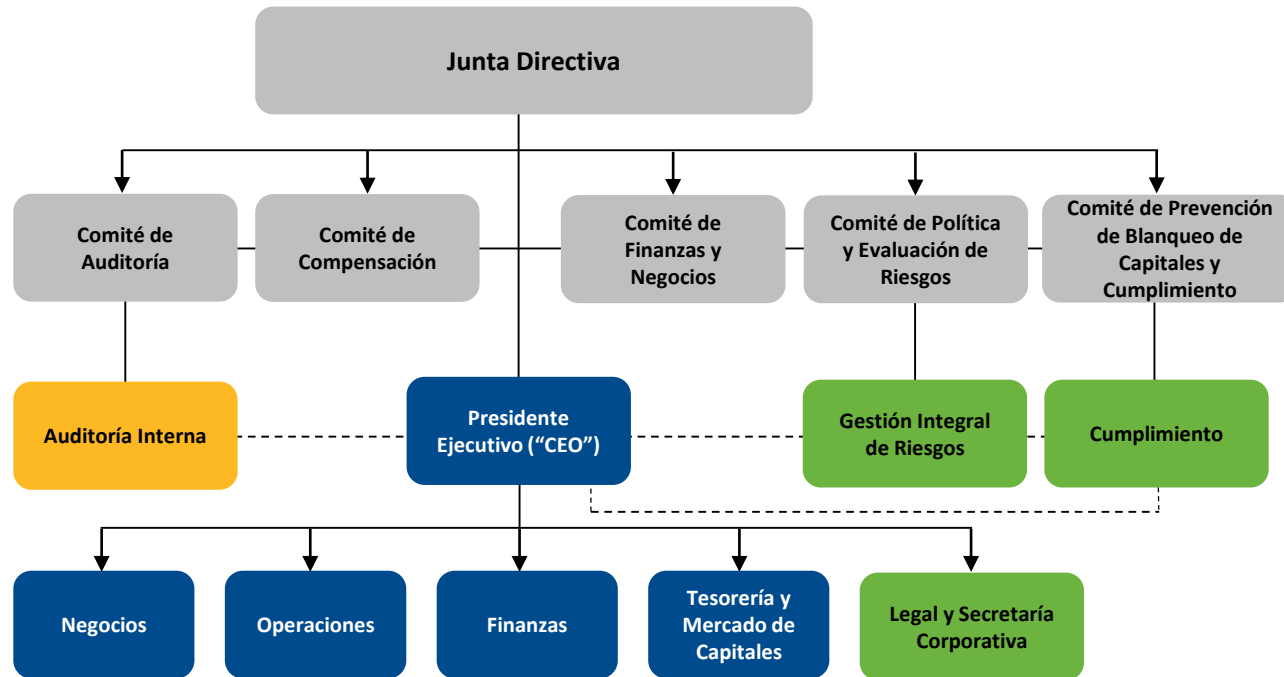 Junta Directiva
Comité de
Auditoría
Comité de
Compensación
Comité de
Finanzas y
Negocios
Comité de Política
y Evaluación de
Riesgos
Comité de Prevención
de Blanqueo de
Capitales y
Cumplimiento
Auditoría Interna
Presidente
Ejecutivo (“CEO”)
Gestión Integral
de Riesgos
Cumplimiento
Negocios
Operaciones
Finanzas
Tesorería y
Mercado de
Capitales
Legal y Secretaría
Corporativa